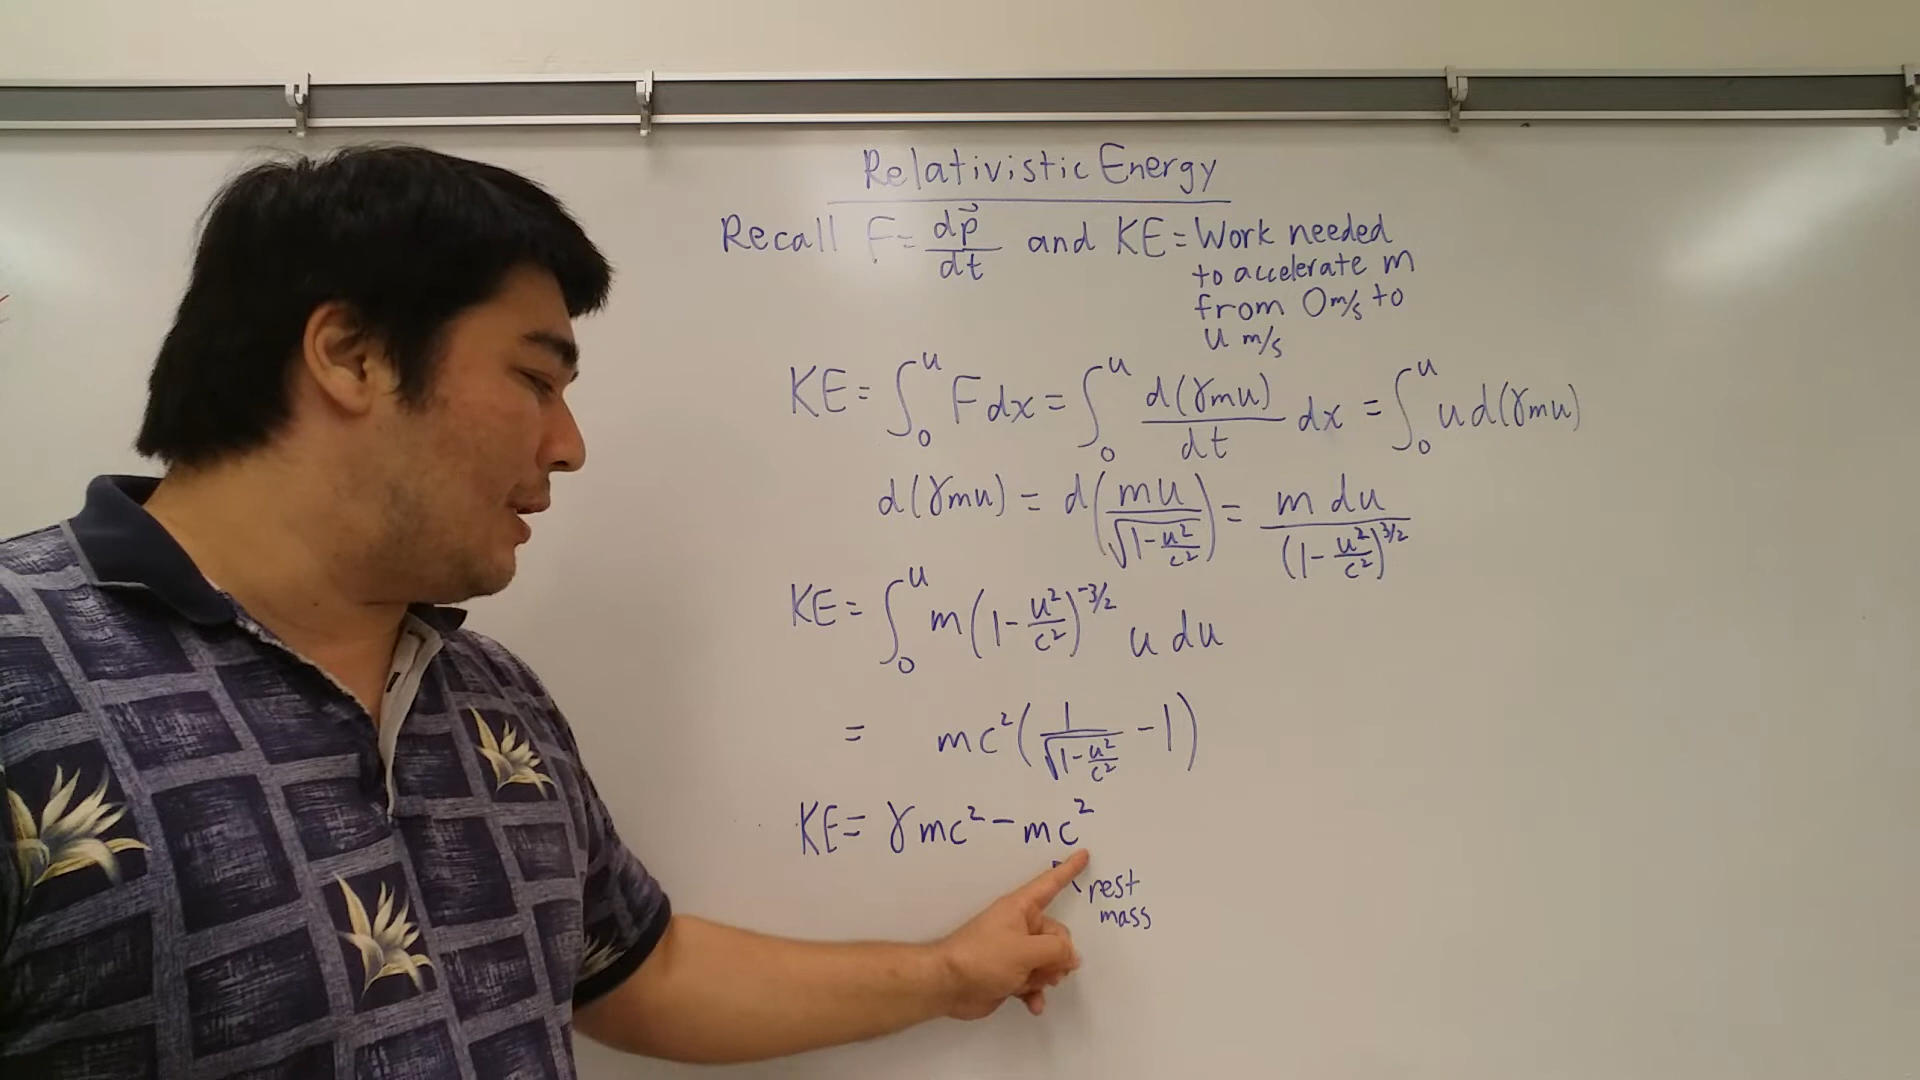 Relativistic Energy
Recall F = dp⃗/dt and KE = Work needed
to accelerate m
from 0 m/s to
u m/s
KE = ∫₀ᵘ F dx = ∫₀ᵘ d(γmu)/dt dx = ∫₀ᵘ u d(γmu)
d(γmu) = d(mu/√(1-u²/c²)) = m du/(1-u²/c²)^3/2
KE = ∫₀ᵘ m(1-u²/c²)^-3/2 u du
= mc²(1/√(1-u²/c²) - 1)
KE = γmc² - mc²
rest
mass